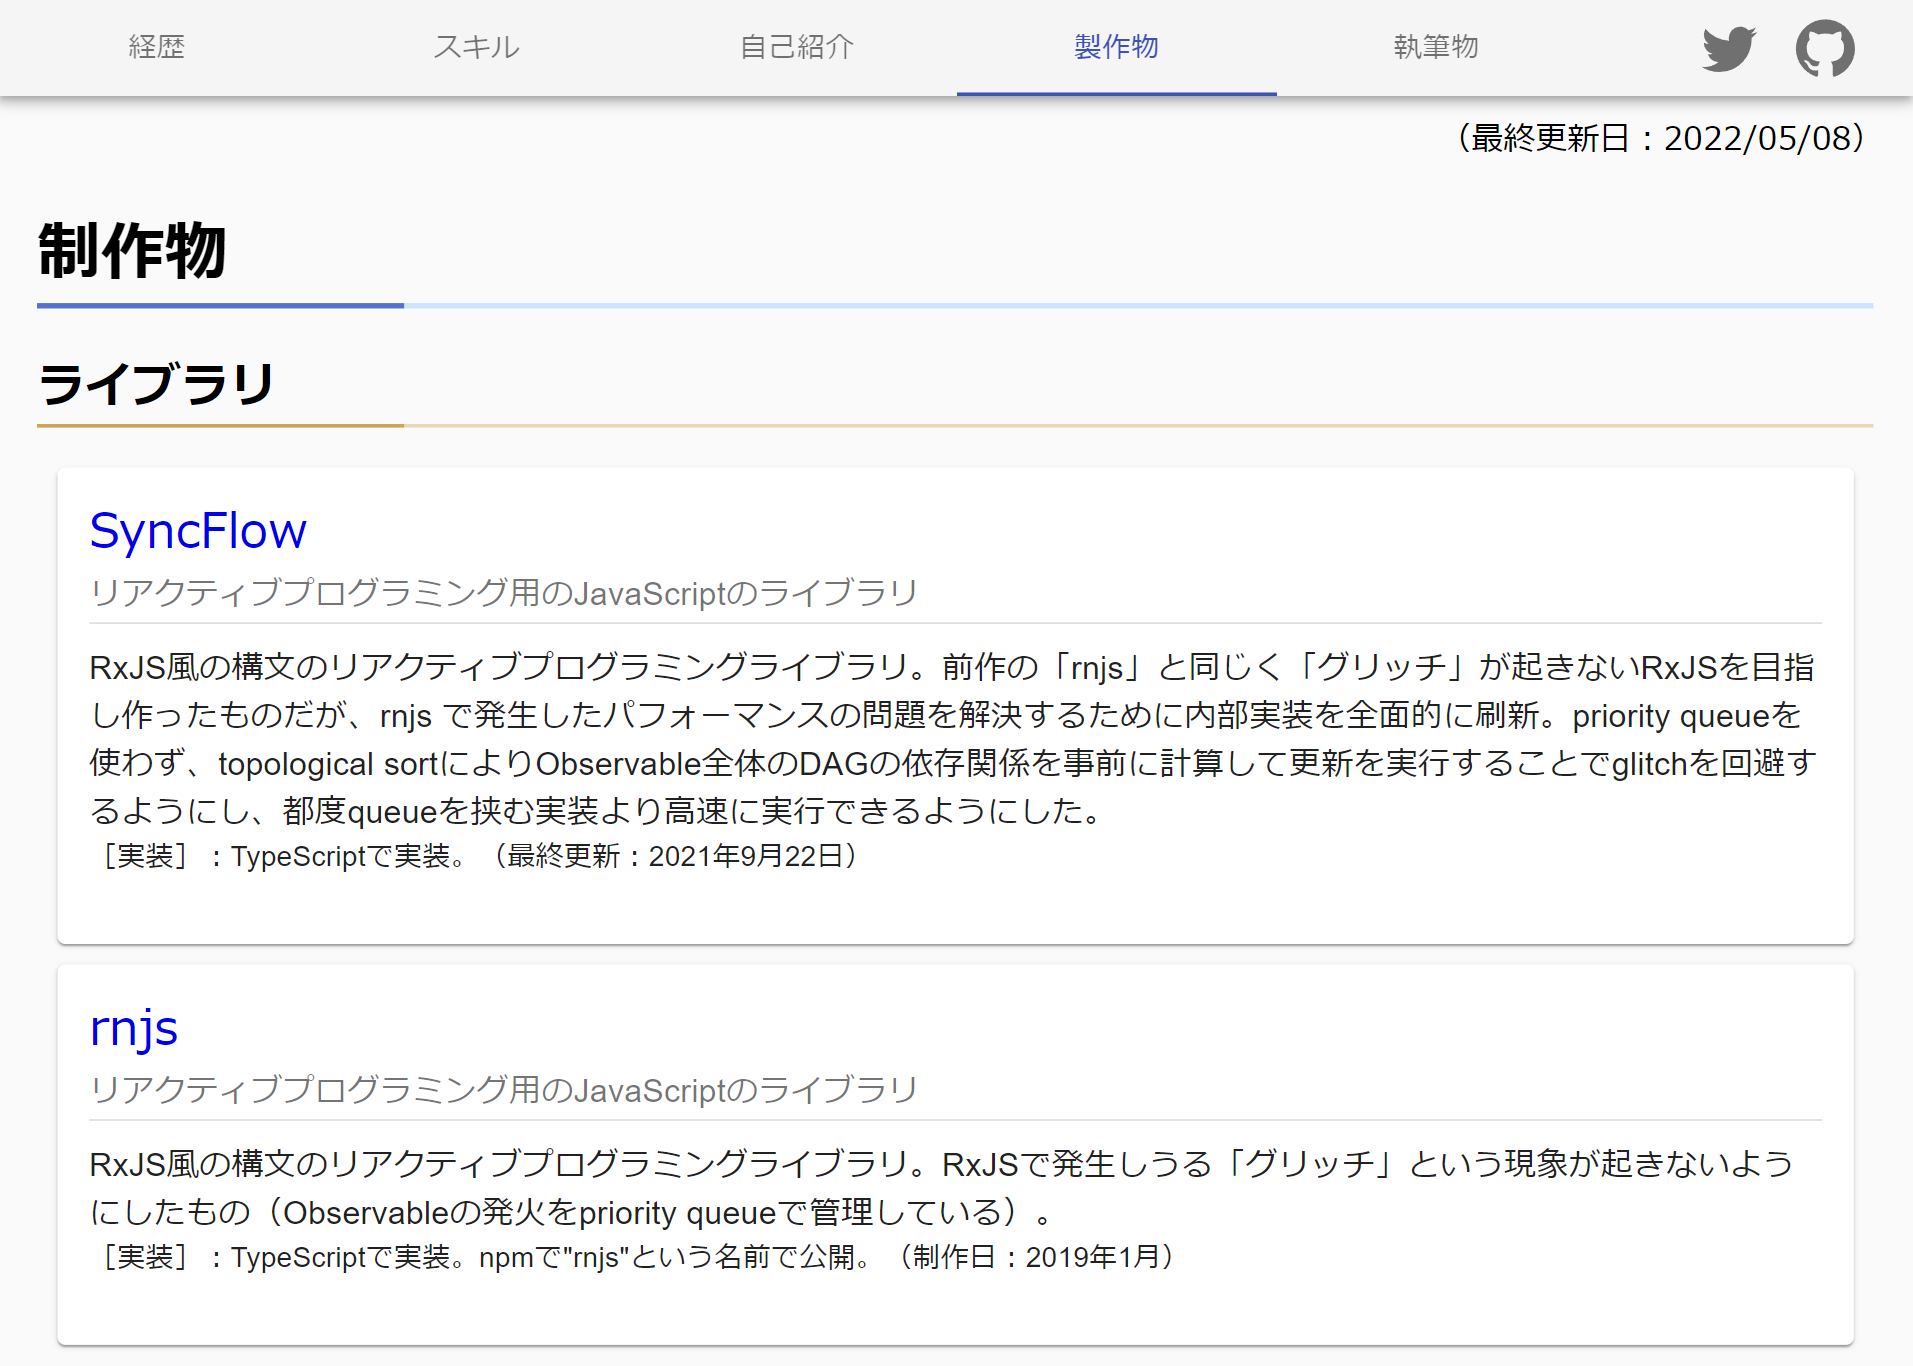 経歴 スキル 自己紹介 製作物 執筆物
（最終更新日：2022/05/08）
制作物
ライブラリ
SyncFlow
リアクティブプログラミング用のJavaScriptのライブラリ
RxJS風の構文のリアクティブプログラミングライブラリ。前作の「rnjs」と同じく「グリッチ」が起きないRxJSを目指
し作ったものだが、rnjs で発生したパフォーマンスの問題を解決するために内部実装を全面的に刷新。priority queueを
使わず、topological sortによりObservable全体のDAGの依存関係を事前に計算して更新を実行することでglitchを回避す
るようにし、都度queueを挟む実装より高速に実行できるようにした。
［実装］：TypeScriptで実装。（最終更新：2021年9月22日）
rnjs
リアクティブプログラミング用のJavaScriptのライブラリ
RxJS風の構文のリアクティブプログラミングライブラリ。RxJSで発生しうる「グリッチ」という現象が起きないよう
にしたもの（Observableの発火をpriority queueで管理している）。
［実装］：TypeScriptで実装。npmで"rnjs"という名前で公開。（制作日：2019年1月）